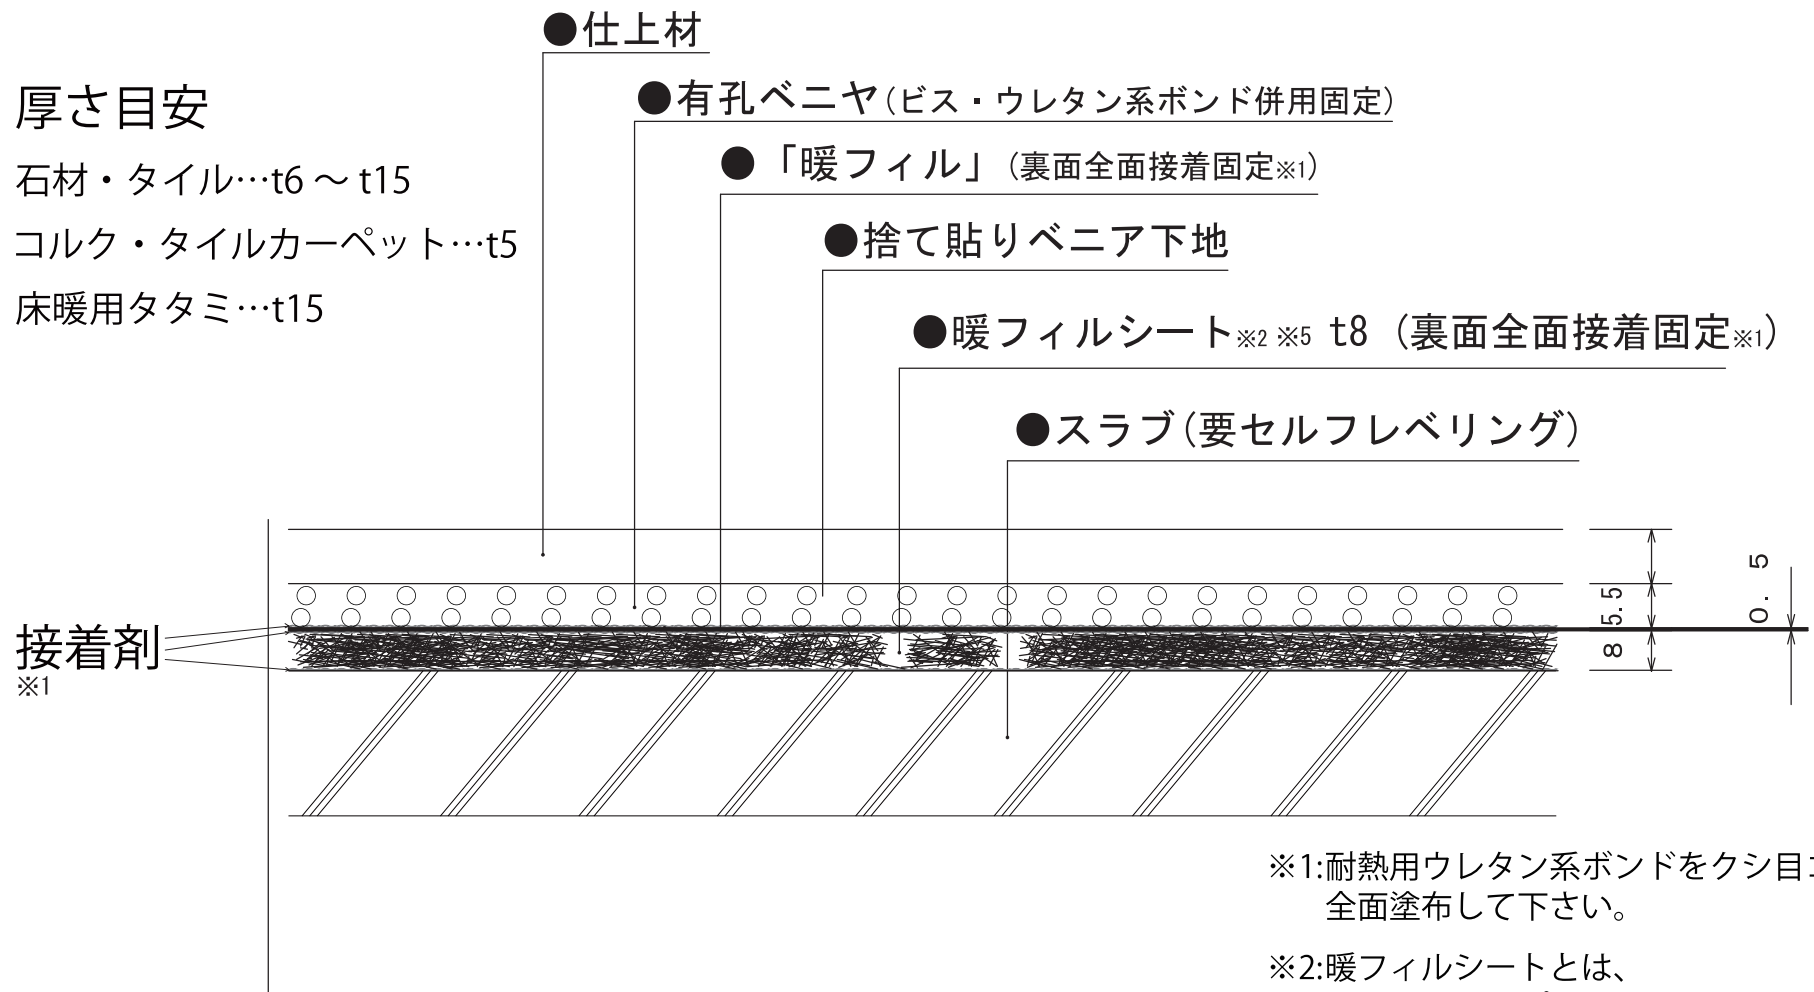 ●仕上材
厚さ目安
●有孔ベニヤ(ビス・ウレタン系ボンド併用固定)
石材・タイル…t6～t15
●「暖フィル」(裏面全面接着固定※1)
コルク・タイルカーペット…t5
●捨て貼りベニア下地
床暖用タタミ…t15
●暖フィルシート※2 ※5 t8 (裏面全面接着固定※1)
●スラブ(要セルフレベリング)
5.5
0.5
8
接着剤
※1
※1:耐熱用ウレタン系ボンドをクシ目
全面塗布して下さい。
※2:暖フィルシートとは、